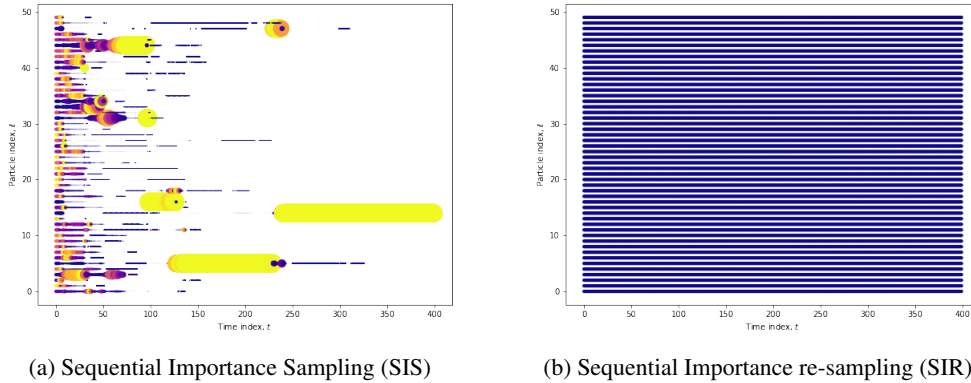 50
40
30
20
10
0
Particle index, ℓ
0 50 100 150 200 250 300 350 400
Time index, t
(a) Sequential Importance Sampling (SIS)
50
40
30
20
10
0
Particle index, ℓ
0 50 100 150 200 250 300 350 400
Time index, t
(b) Sequential Importance re-sampling (SIR)